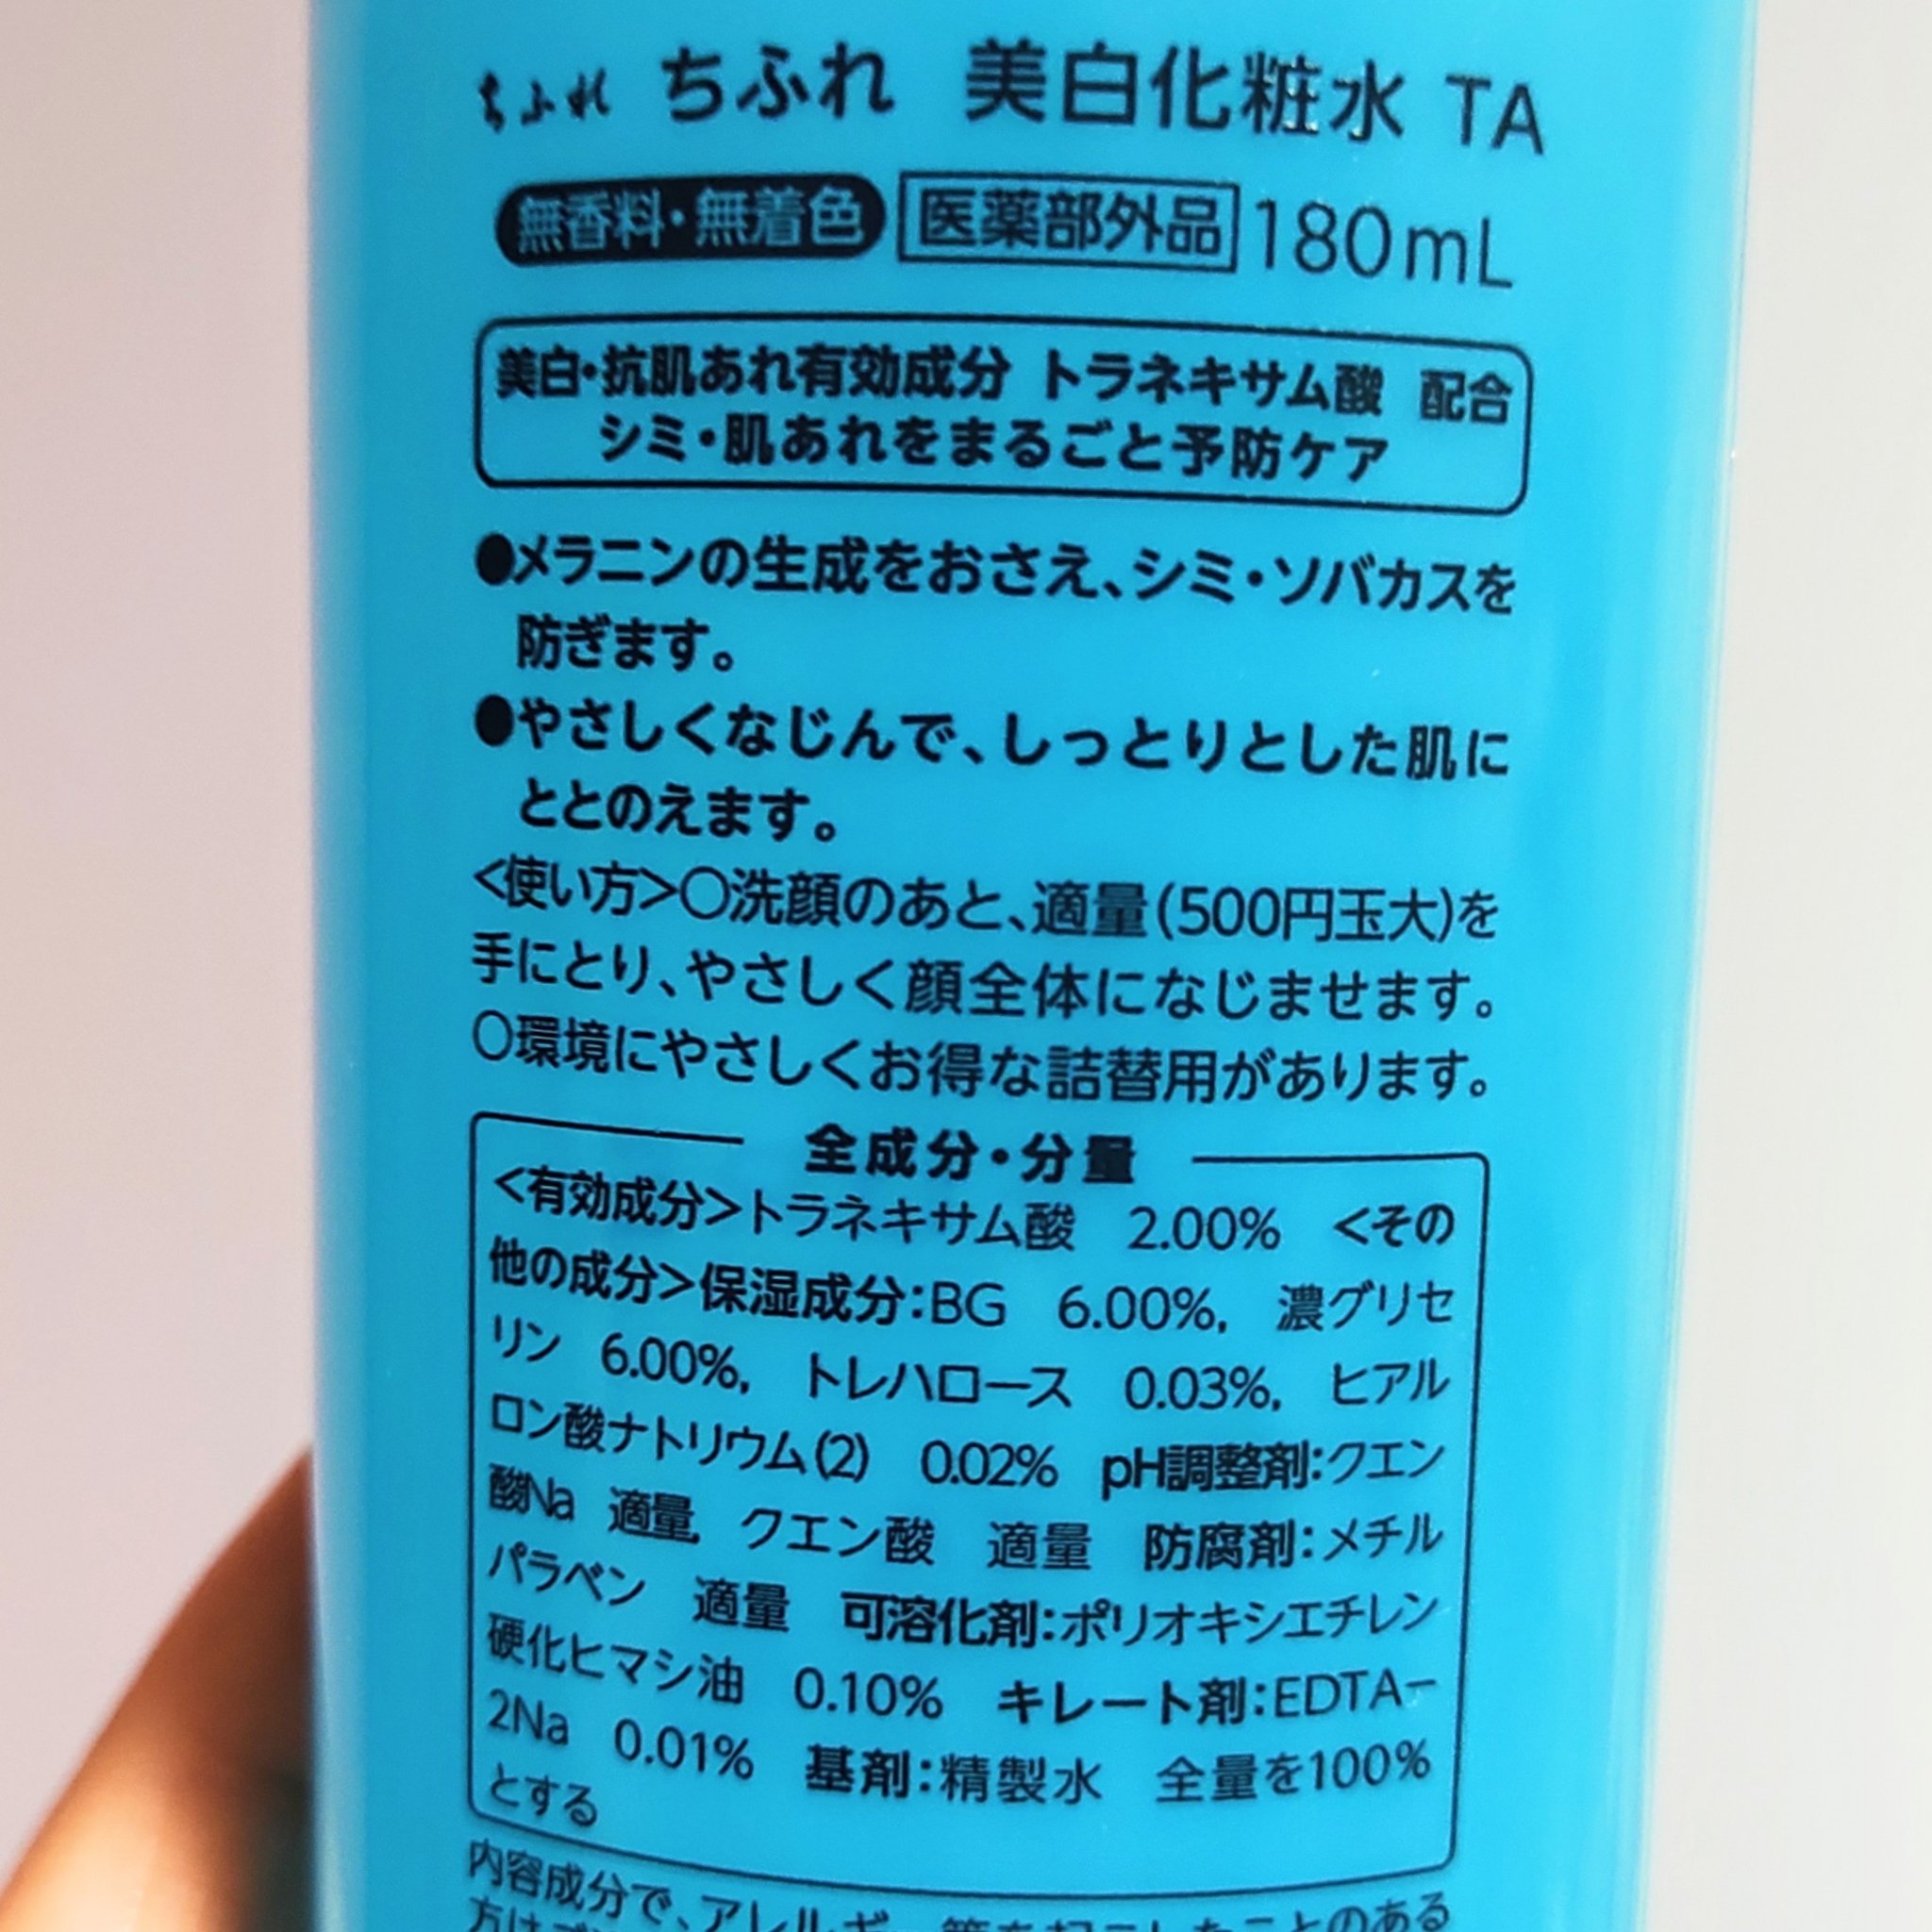 ちふれ ちふれ 美白化粧水 TA
無香料・無着色 医薬部外品 180mL
美白・抗肌あれ有効成分 トラネキサム酸 配合
シミ・肌あれをまるごと予防ケア
●メラニンの生成をおさえ、シミ・ソバカスを
防ぎます。
●やさしくなじんで、しっとりとした肌に
ととのえます。
<使い方>○洗顔のあと、適量(500円玉大)を
手にとり、やさしく顔全体になじませます。
○環境にやさしくお得な詰替用があります。
全成分・分量
<有効成分>トラネキサム酸 2.00% <その
他の成分>保湿成分:BG 6.00%, 濃グリセ
リン 6.00%, トレハロース 0.03%, ヒアル
ロン酸ナトリウム(2) 0.02% pH調整剤:クエン
酸Na 適量, クエン酸 適量 防腐剤:メチル
パラベン 適量 可溶化剤:ポリオキシエチレン
硬化ヒマシ油 0.10% キレート剤:EDTA-
2Na 0.01% 基剤:精製水 全量を100%
とする
内容成分で、アレルギー等を起こしたことのある
方は